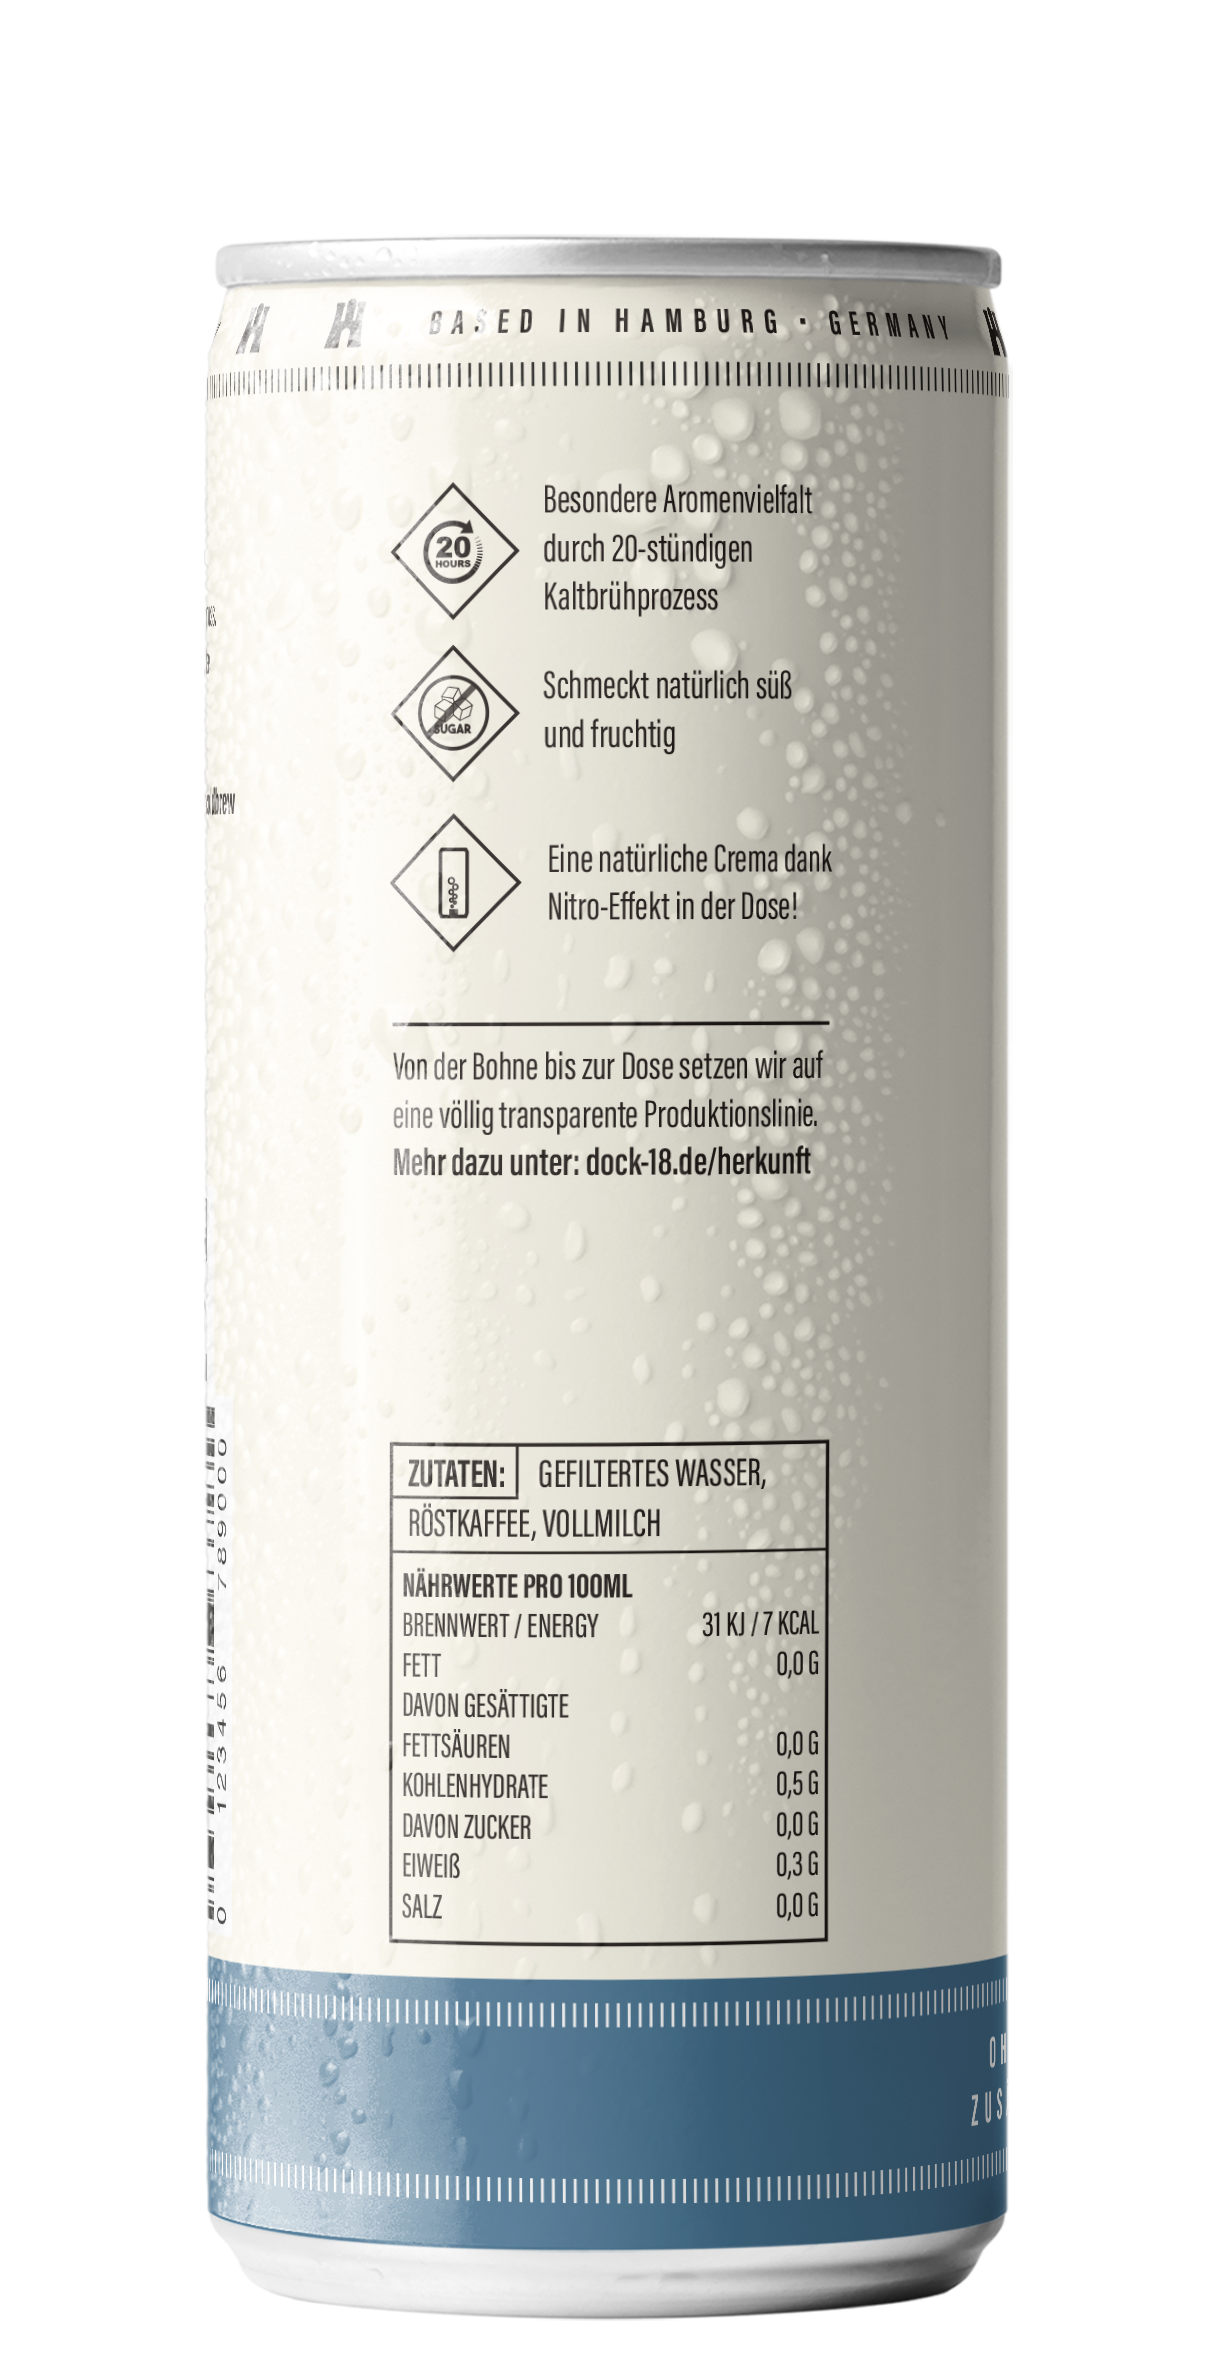 BASED IN HAMBURG · GERMANY
20
HOURS
Besondere Aromenvielfalt
durch 20-stündigen
Kaltbrühprozess
SUGAR
Schmeckt natürlich süß
und fruchtig
Eine natürliche Crema dank
Nitro-Effekt in der Dose!
Von der Bohne bis zur Dose setzen wir auf
eine völlig transparente Produktionslinie.
Mehr dazu unter: dock-18.de/herkunft
ZUTATEN: GEFILTERTES WASSER,
RÖSTKAFFEE, VOLLMILCH
NÄHRWERTE PRO 100ML
BRENNWERT / ENERGY 31 KJ / 7 KCAL
FETT 0,0 G
DAVON GESÄTTIGTE
FETTSÄUREN 0,0 G
KOHLENHYDRATE 0,5 G
DAVON ZUCKER 0,0 G
EIWEIß 0,3 G
SALZ 0,0 G
0 123456 789000